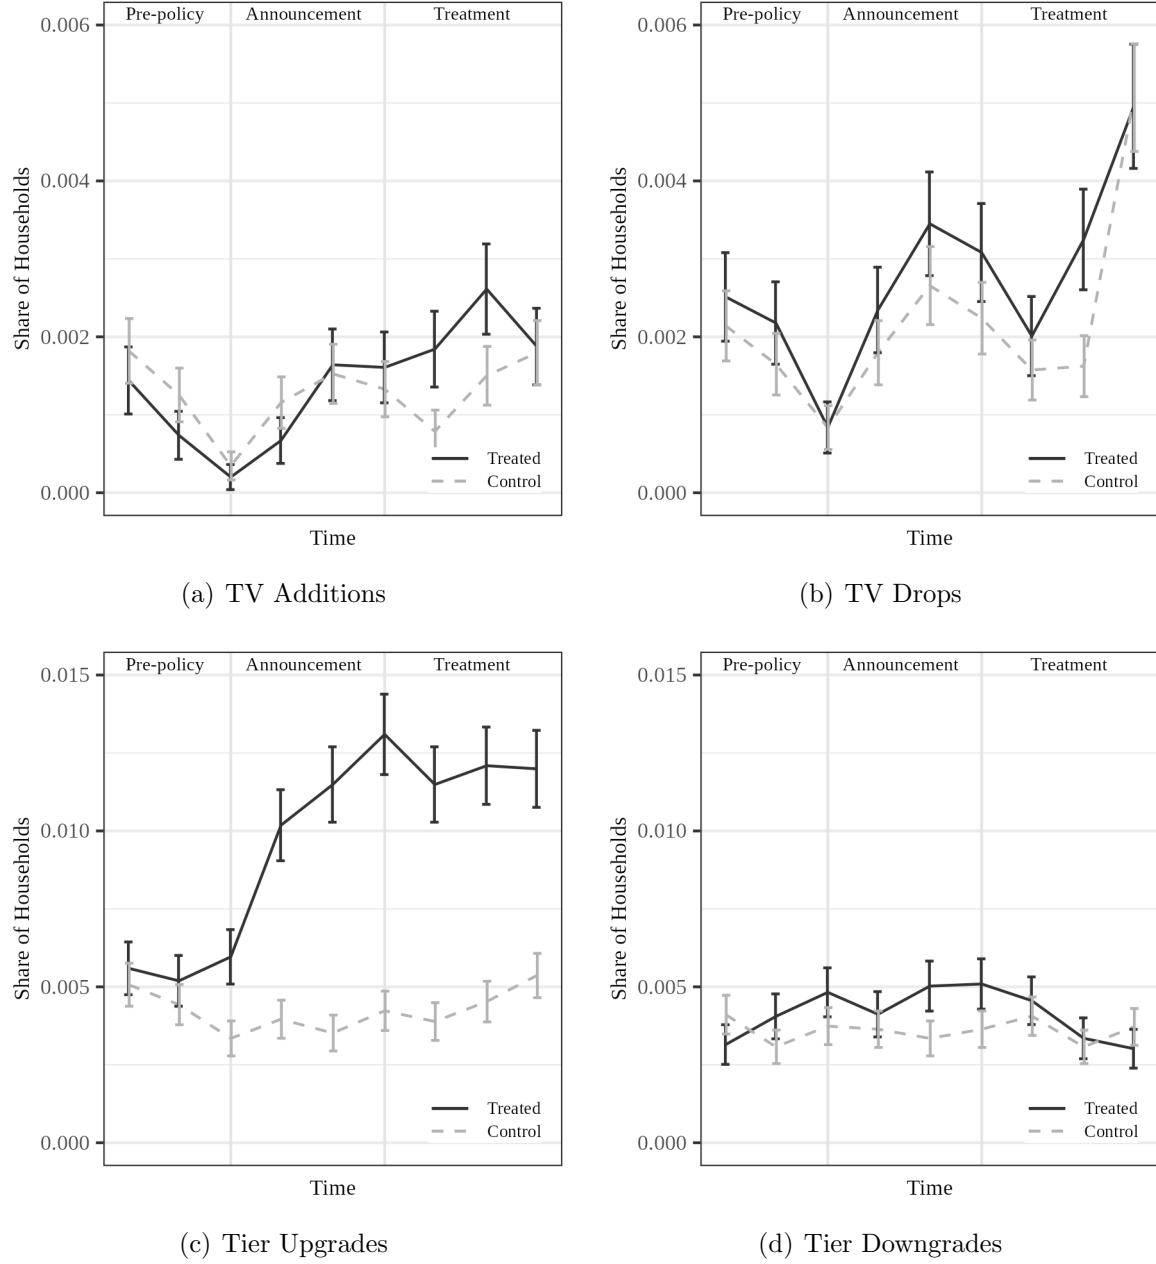 Pre-policy Announcement Treatment
0.006
0.004
0.002
0.000
Share of Households
Treated
Control
Time
(a) TV Additions
Pre-policy Announcement Treatment
0.006
0.004
0.002
0.000
Share of Households
Treated
Control
Time
(b) TV Drops
Pre-policy Announcement Treatment
0.015
0.010
0.005
0.000
Share of Households
Treated
Control
Time
(c) Tier Upgrades
Pre-policy Announcement Treatment
0.015
0.010
0.005
0.000
Share of Households
Treated
Control
Time
(d) Tier Downgrades